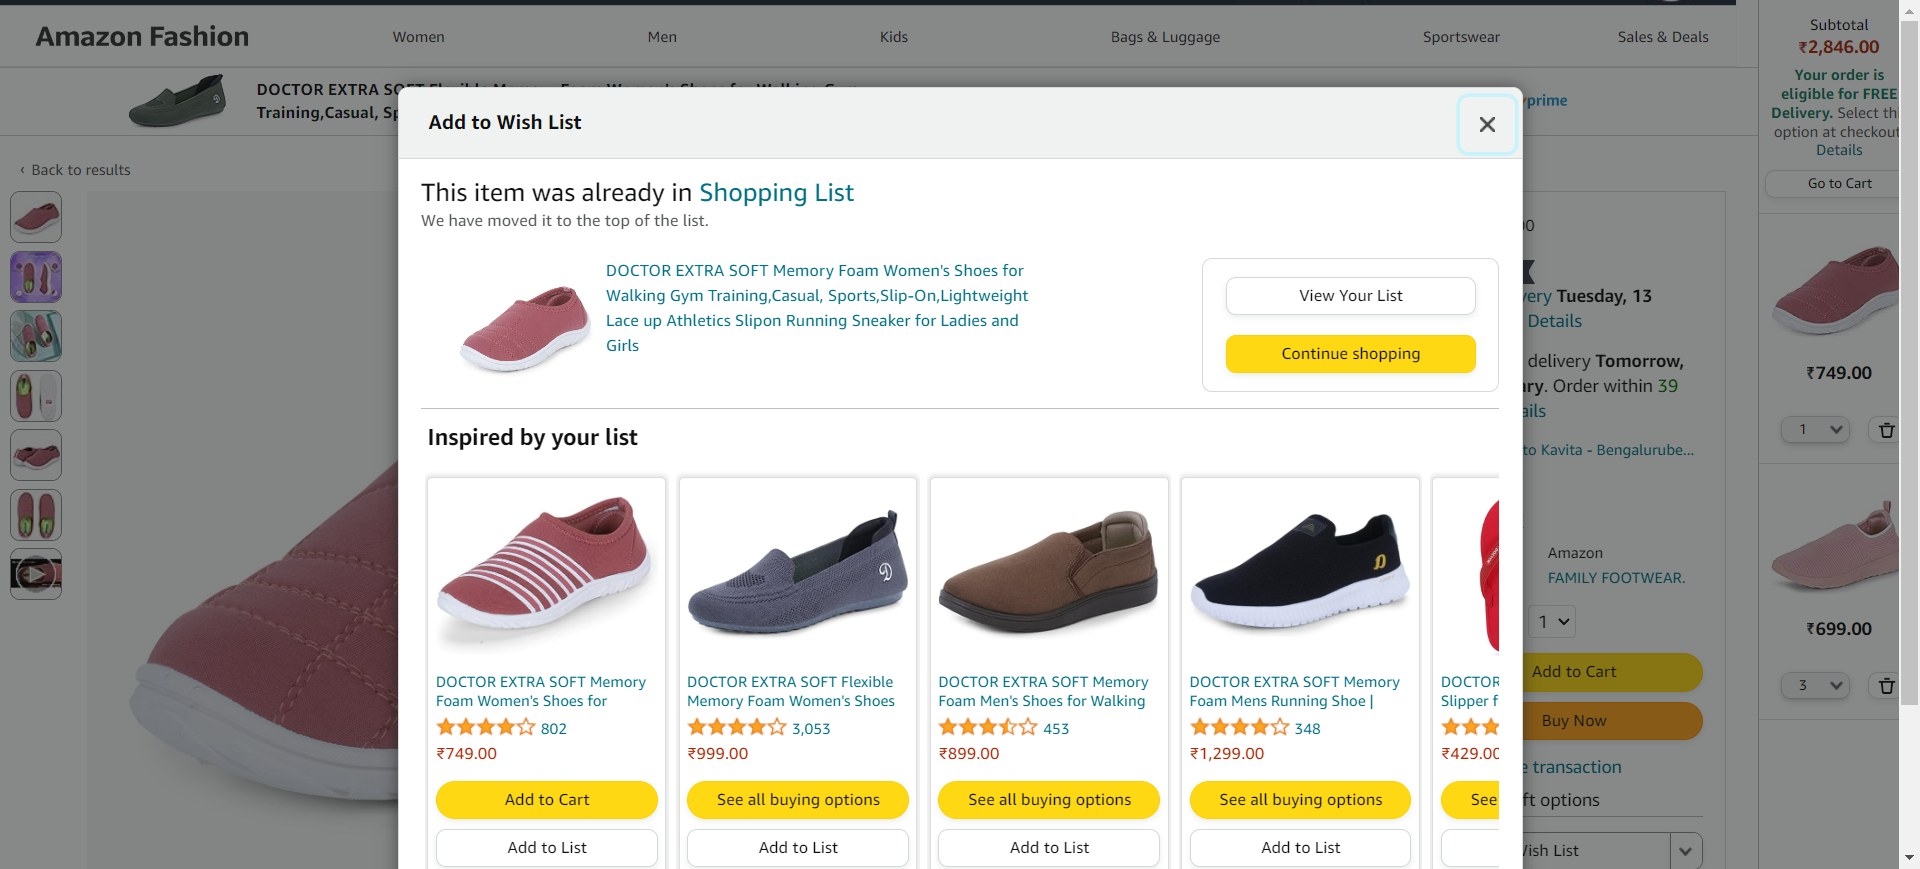 Amazon Fashion
Women
Men
Kids
Bags & Luggage
Sportswear
Sales & Deals
Subtotal
₹2,846.00
Your order is
eligible for FREE
Delivery. Select
option at checkout
Details
Go to Cart
DOCTOR EXTRA SOFT
Training,Casual,
prime
‹ Back to results
Add to Wish List
This item was already in Shopping List
We have moved it to the top of the list.
DOCTOR EXTRA SOFT Memory Foam Women's Shoes for
Walking Gym Training,Casual, Sports,Slip-On,Lightweight
Lace up Athletics Slipon Running Sneaker for Ladies and
Girls
View Your List
Continue shopping
Tuesday, 13
Details
delivery Tomorrow,
Order within 39
to Kavita - Bengalurube...
₹749.00
1
Inspired by your list
DOCTOR EXTRA SOFT Memory
Foam Women's Shoes for
802
₹749.00
Add to Cart
Add to List
DOCTOR EXTRA SOFT Flexible
Memory Foam Women's Shoes
3,053
₹999.00
See all buying options
Add to List
DOCTOR EXTRA SOFT Memory
Foam Men's Shoes for Walking
453
₹899.00
See all buying options
Add to List
DOCTOR EXTRA SOFT Memory
Foam Mens Running Shoe |
348
₹1,299.00
See all buying options
Add to List
DOCTOR
Slipper f
₹429.00
See
Amazon
FAMILY FOOTWEAR.
1
Add to Cart
Buy Now
transaction
options
Wish List
₹699.00
3